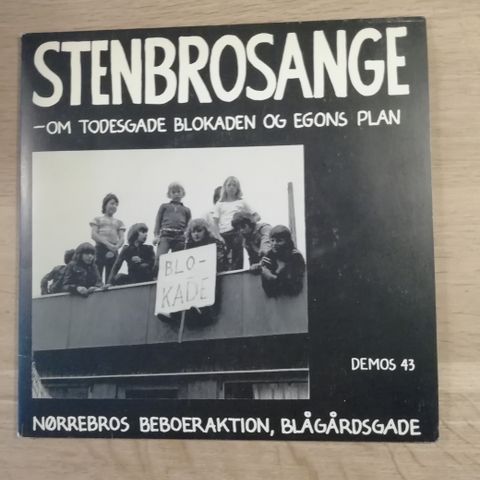 STENBROSANGE
–OM TODESGADE BLOKADEN OG EGONS PLAN
BLO-
KADE
DEMOS 43
NØRREBROS BEBOERAKTION, BLÅGÅRDSGADE